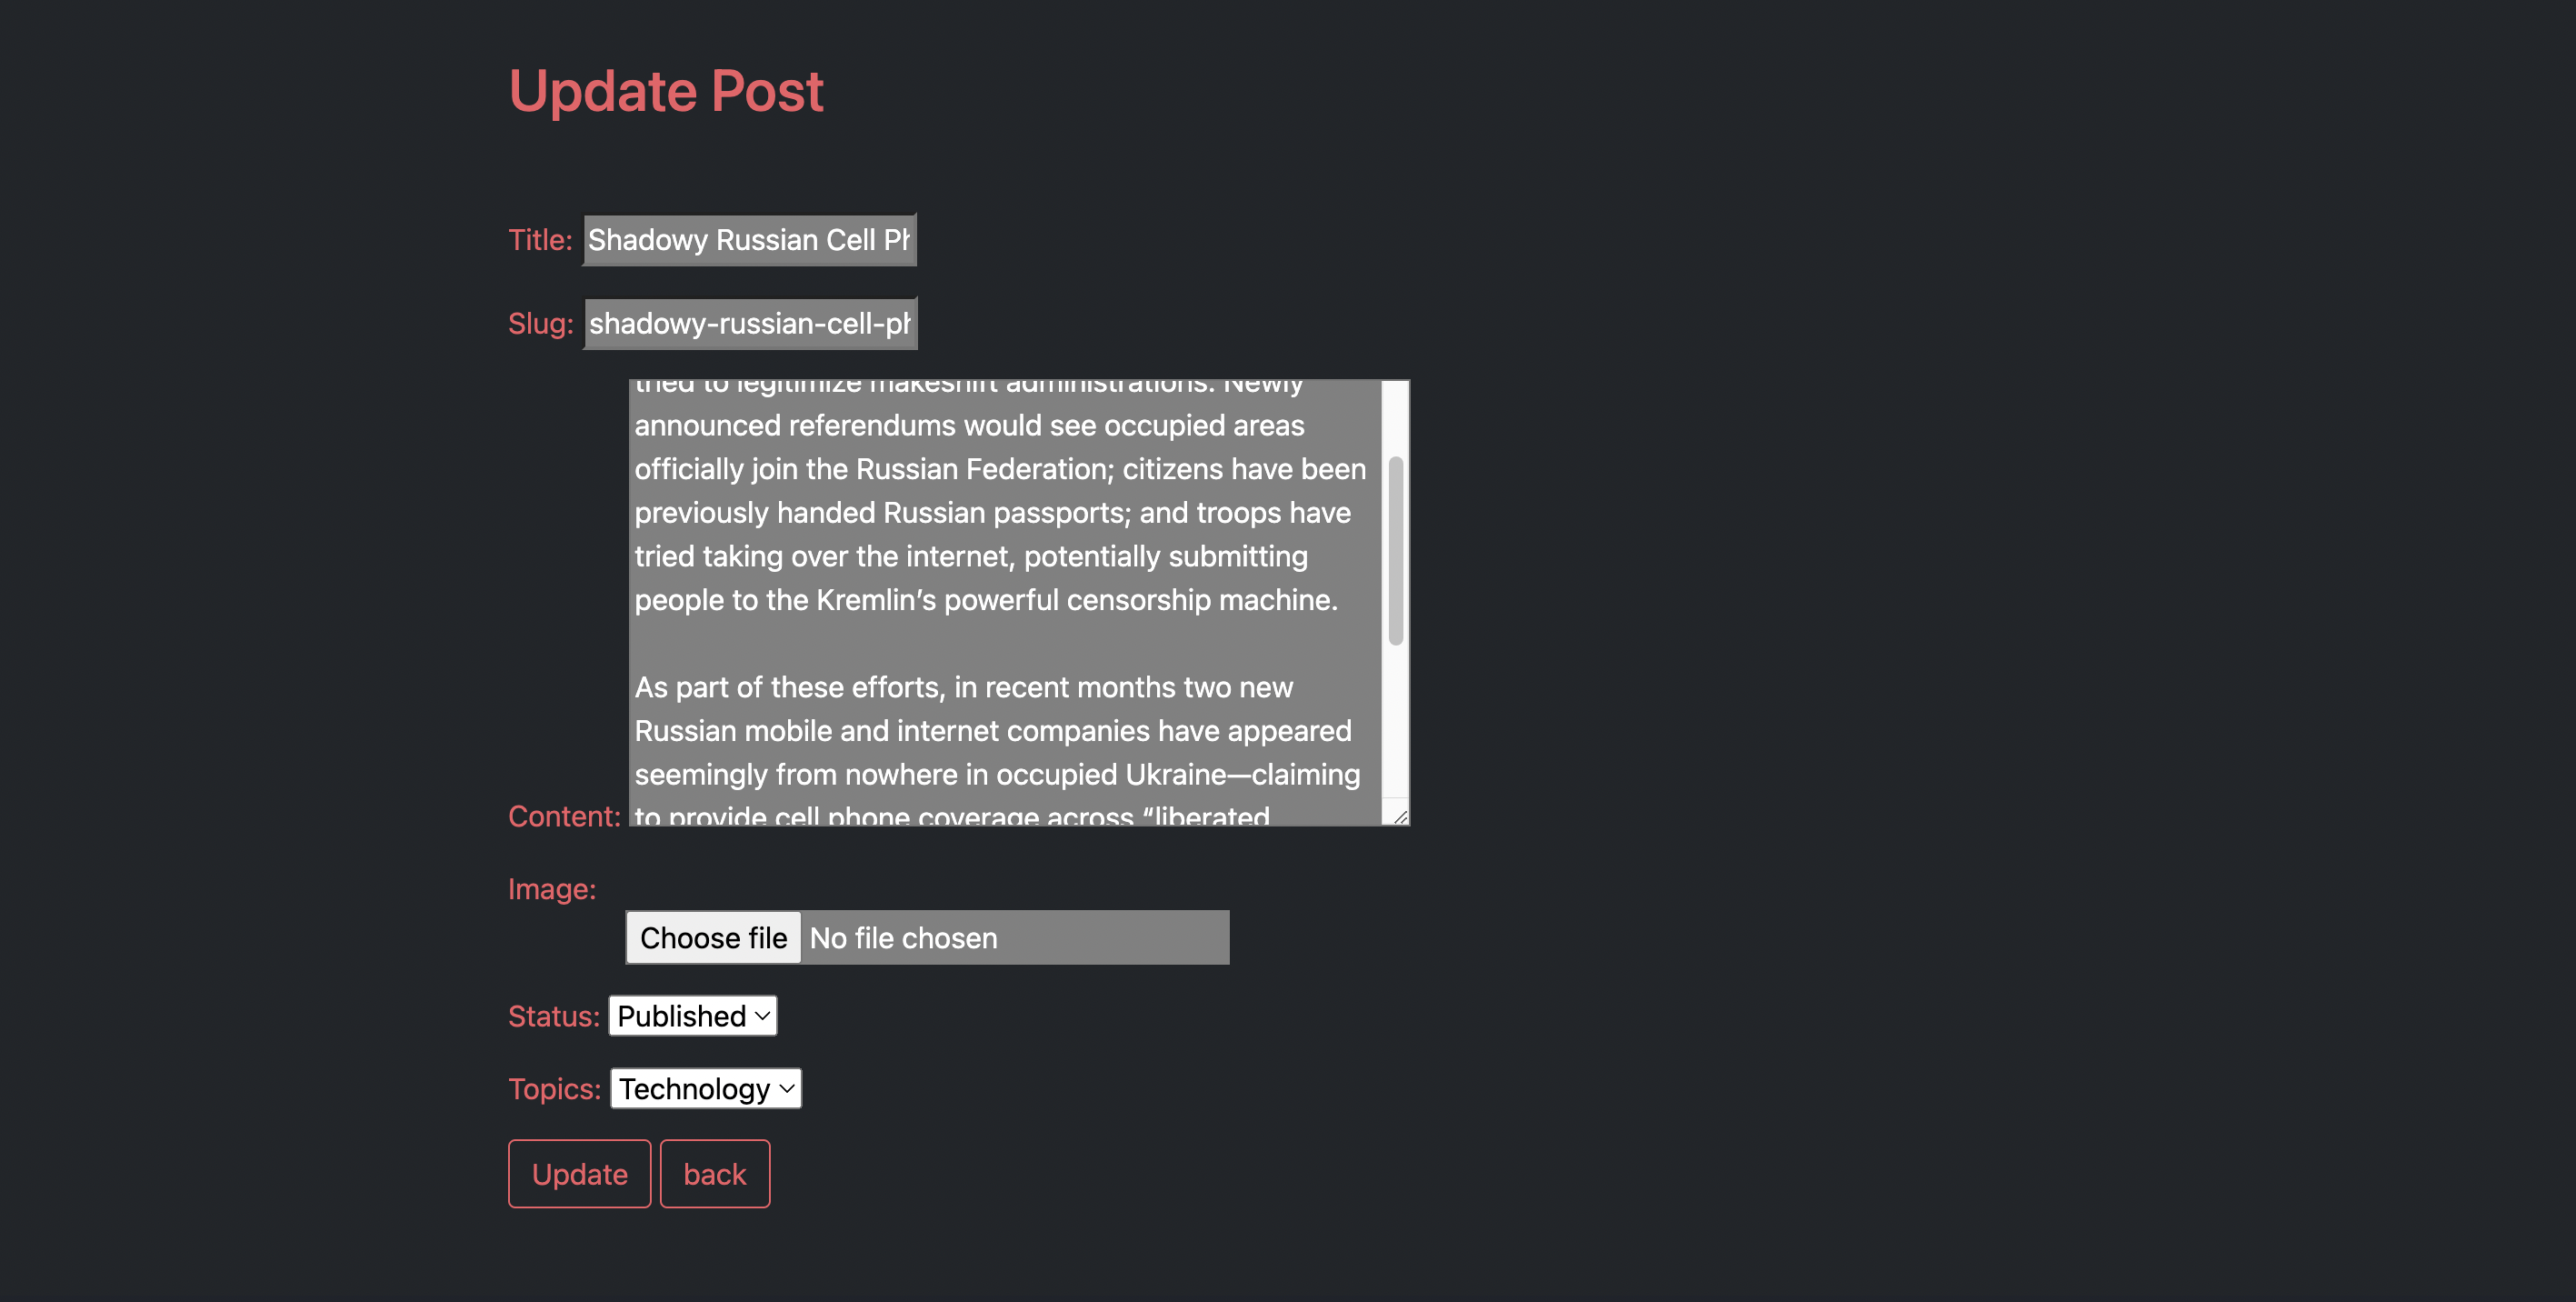 Update Post
Title: Shadowy Russian Cell Ph
Slug: shadowy-russian-cell-ph
tried to legitimize makeshift administrations. Newly
announced referendums would see occupied areas
officially join the Russian Federation; citizens have been
previously handed Russian passports; and troops have
tried taking over the internet, potentially submitting
people to the Kremlin’s powerful censorship machine.
As part of these efforts, in recent months two new
Russian mobile and internet companies have appeared
seemingly from nowhere in occupied Ukraine—claiming
to provide cell phone coverage across “liberated
Content:
Image:
Choose file No file chosen
Status: Published
Topics: Technology
Update back